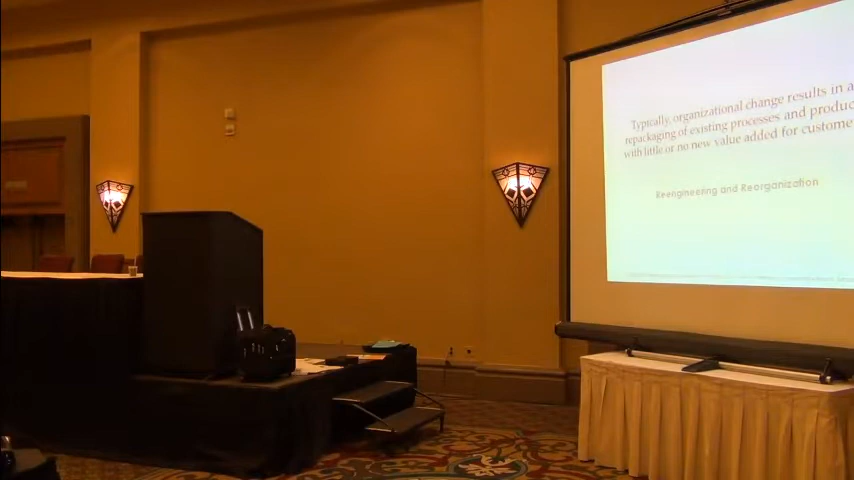 Typically, organizational change results in a
repackaging of existing processes and produ
with little or no new value added for custome
Reengineering and Reorganization